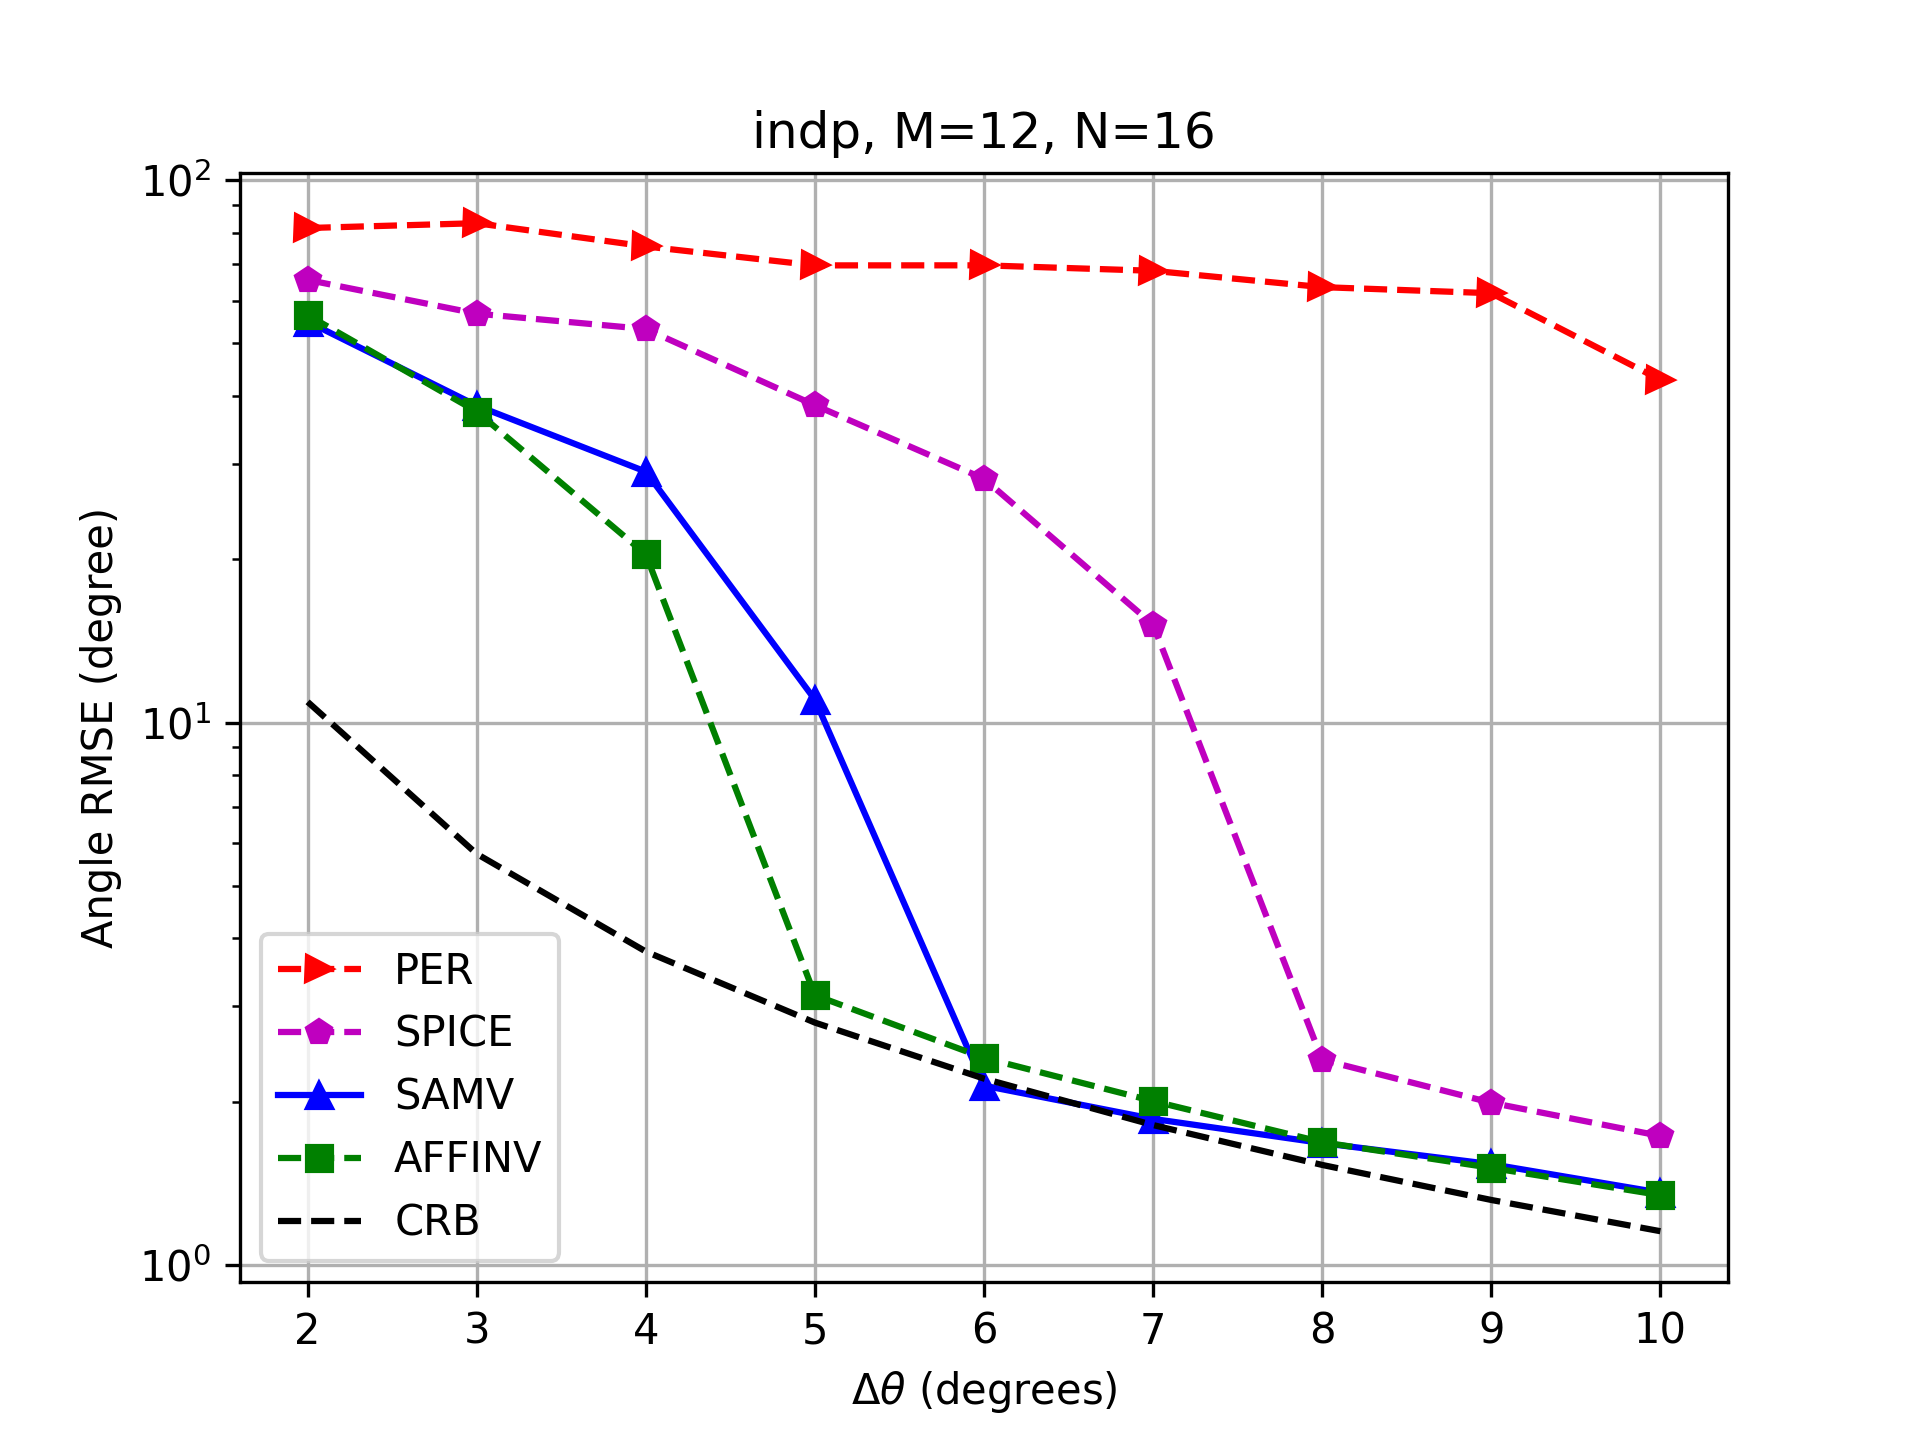 indp, M=12, N=16
10²
10¹
10⁰
Angle RMSE (degree)
PER
SPICE
SAMV
AFFINV
CRB
2 3 4 5 6 7 8 9 10
Δθ (degrees)